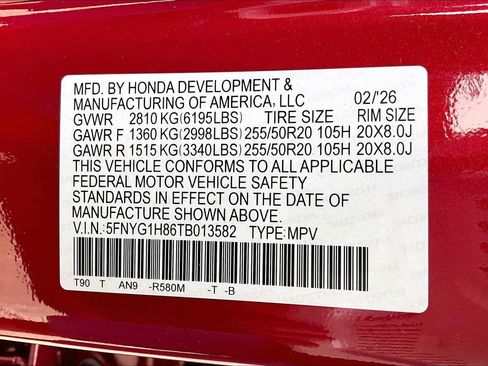 MFD. BY HONDA DEVELOPMENT &
MANUFACTURING OF AMERICA, LLC 02/'26
GVWR 2810 KG(6195LBS) TIRE SIZE RIM SIZE
GAWR F 1360 KG(2998LBS) 255/50R20 105H 20X8.0J
GAWR R 1515 KG(3340LBS) 255/50R20 105H 20X8.0J
THIS VEHICLE CONFORMS TO ALL APPLICABLE
FEDERAL MOTOR VEHICLE SAFETY
STANDARDS IN EFFECT ON THE DATE OF
MANUFACTURE SHOWN ABOVE.
V.I.N.:5FNYG1H86TB013582 TYPE:MPV
T90 T AN9 -R580M -T -B